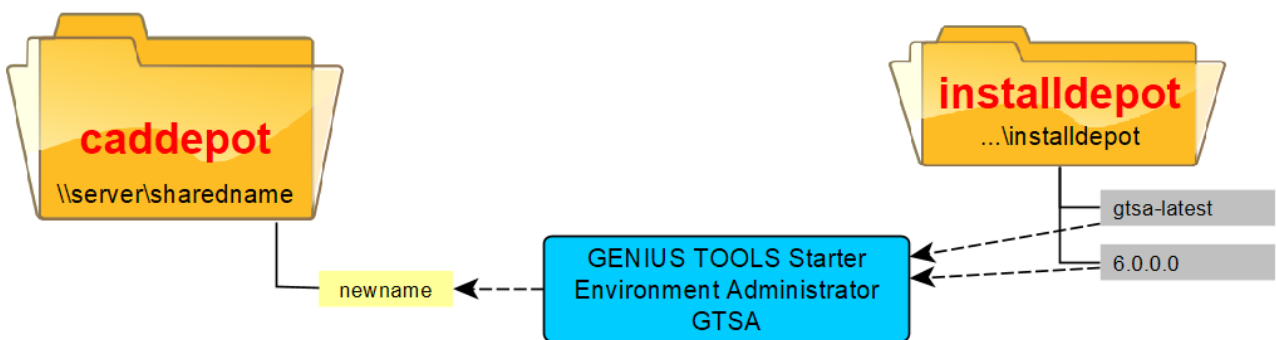 caddepot
\\server\sharedname
newname
GENIUS TOOLS Starter
Environment Administrator
GTSA
installdepot
...\installdepot
gtsa-latest
6.0.0.0